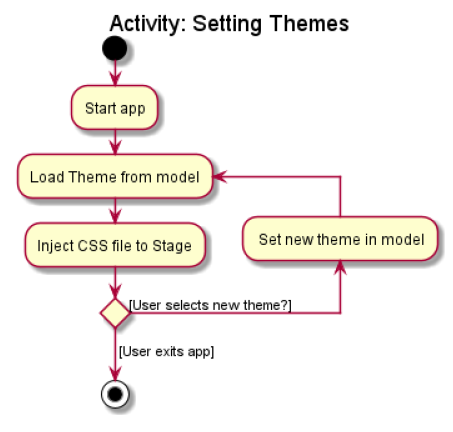 Activity: Setting Themes
Start app
Load Theme from model
Inject CSS file to Stage
Set new theme in model
[User selects new theme?]
[User exits app]